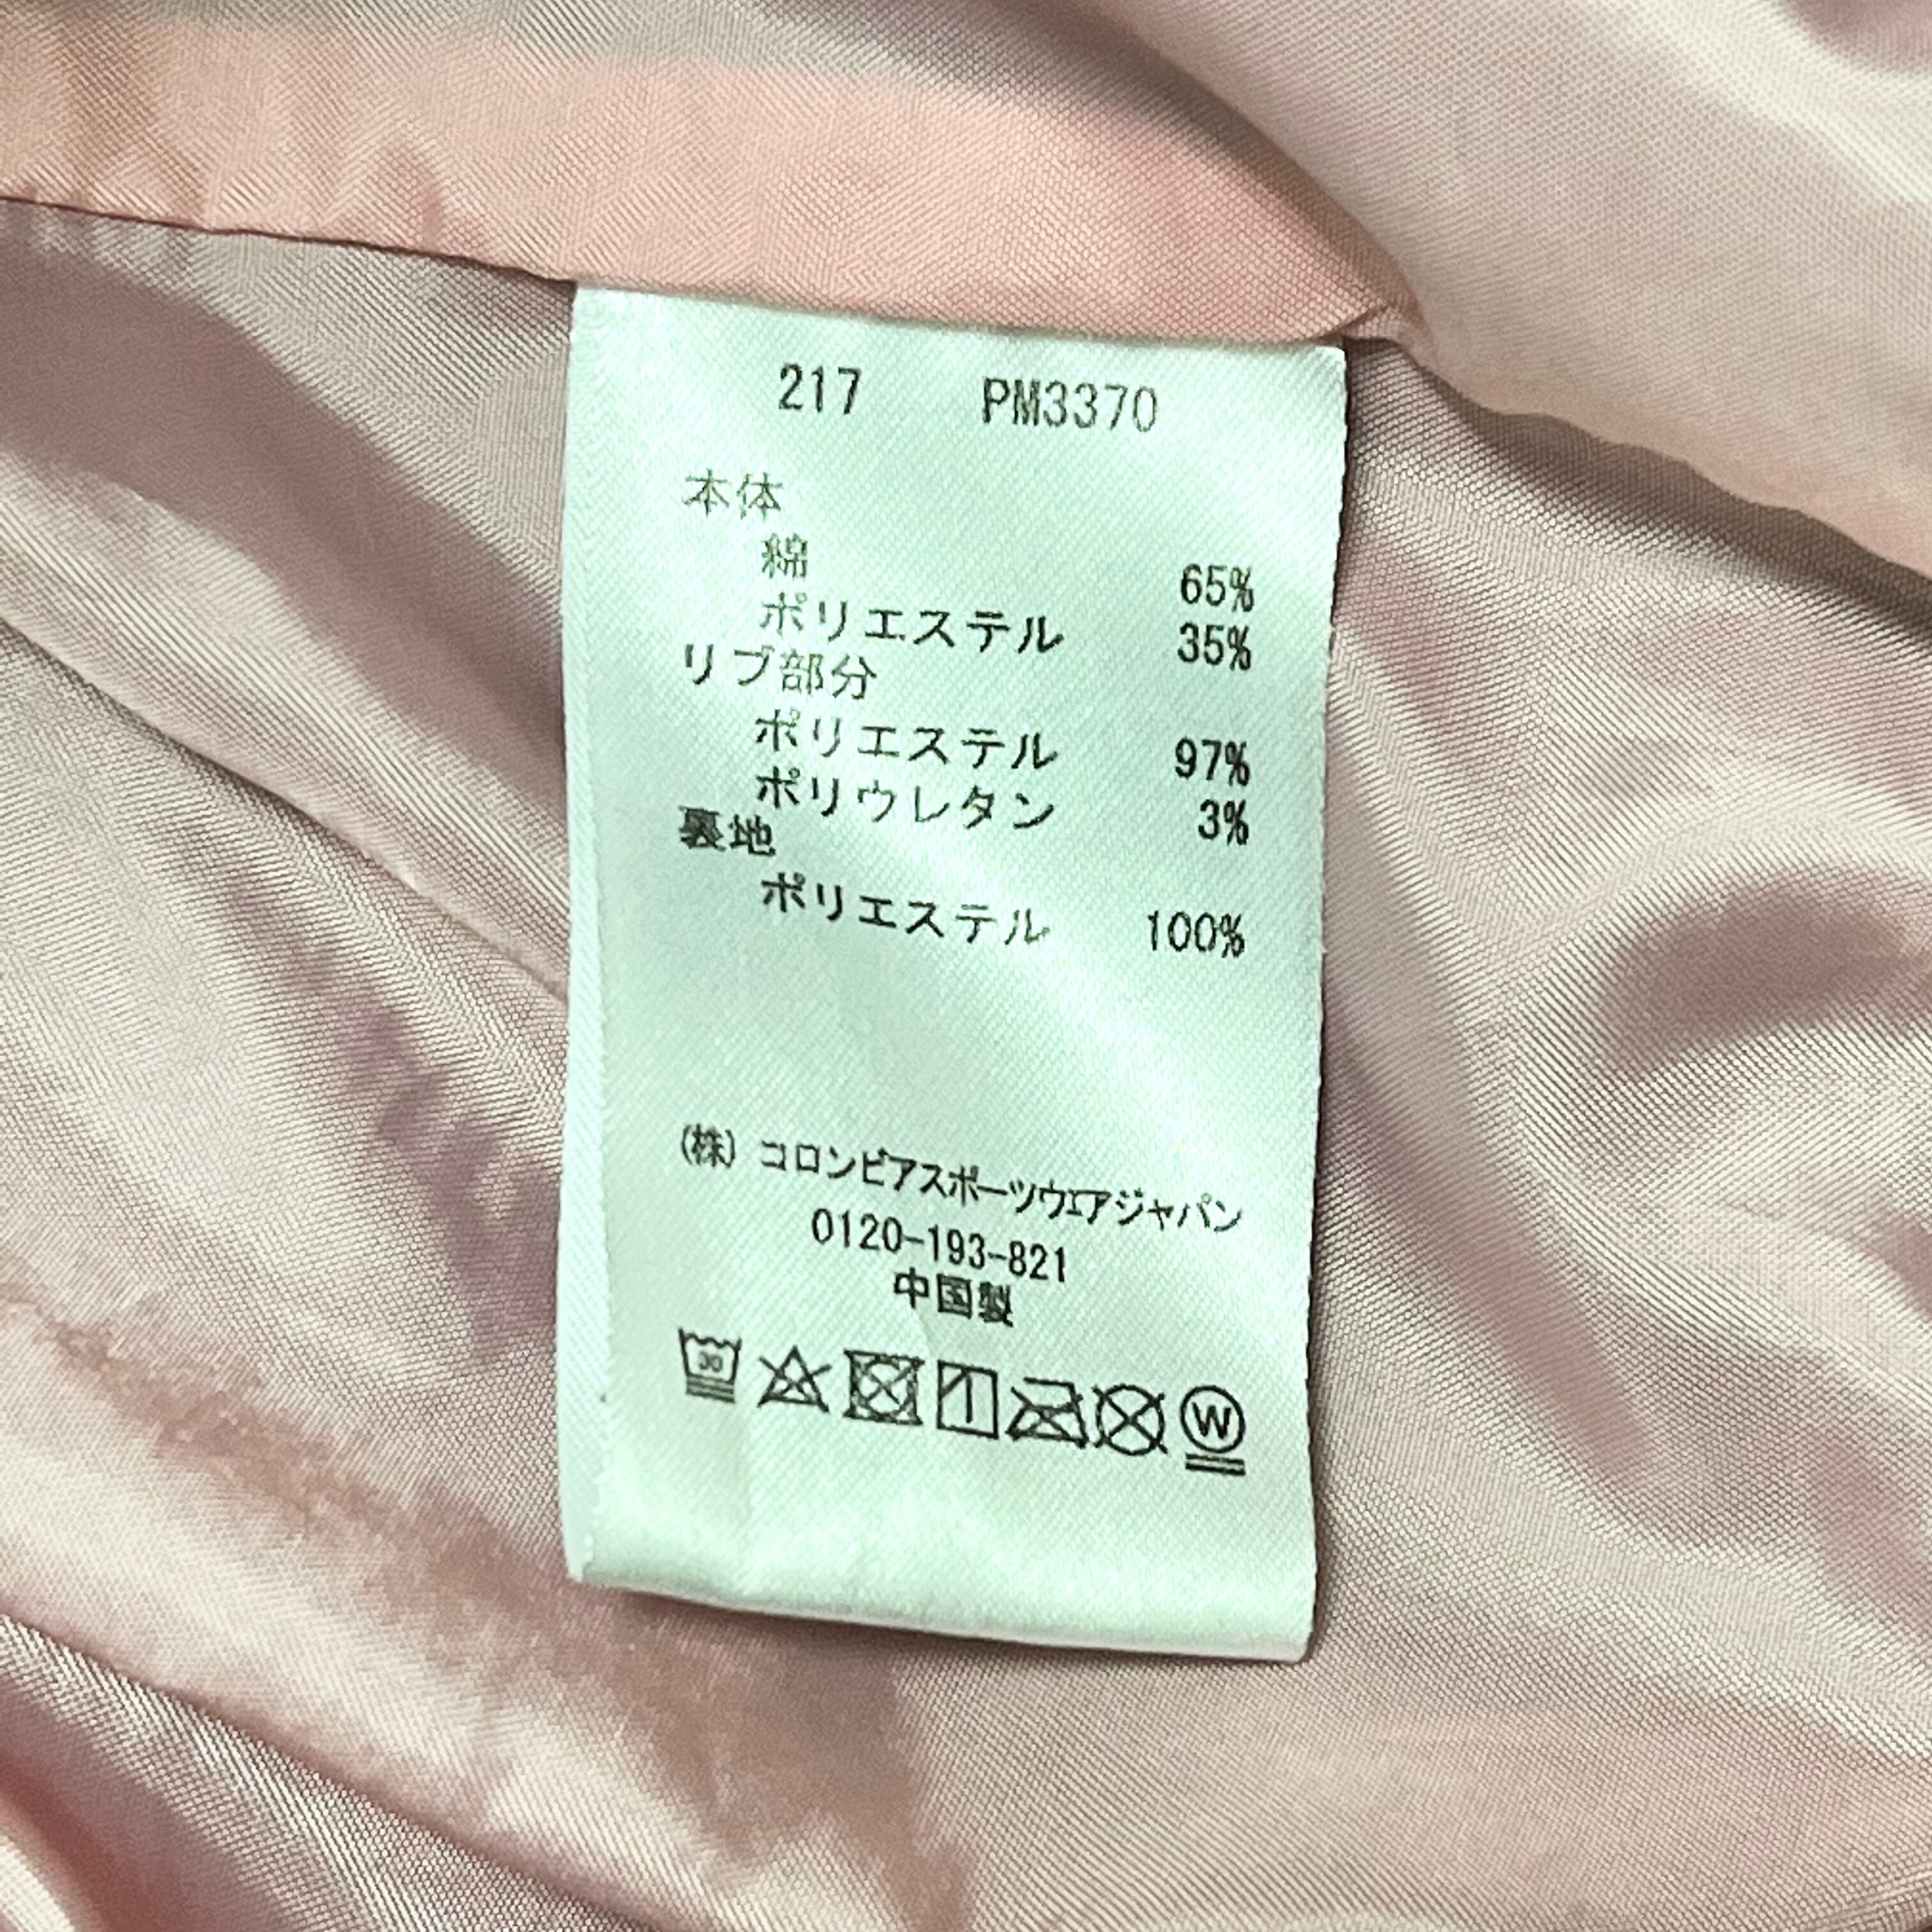 217 PM3370
本体
綿 65%
ポリエステル 35%
リブ部分
ポリエステル 97%
ポリウレタン 3%
裏地
ポリエステル 100%
(株) コロンビアスポーツウエアジャパン
0120-193-821
中国製
30
W